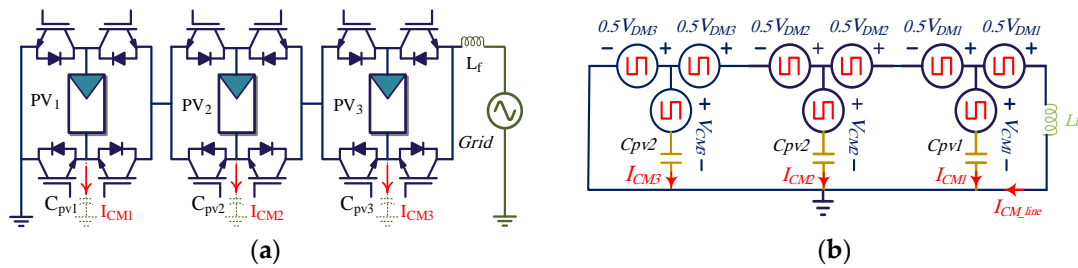 PV1
PV2
PV3
Lf
Grid
Cpv1
ICM1
Cpv2
ICM2
Cpv3
ICM3
(a)
0.5VDM3
0.5VDM3
0.5VDM2
0.5VDM2
0.5VDM1
0.5VDM1
− + + − + + − + +
Cpv2
+ VCM3 −
Cpv2
+ VCM2 −
Cpv1
+ VCM1 −
ICM3
ICM2
ICM1
ICM_line
(b)